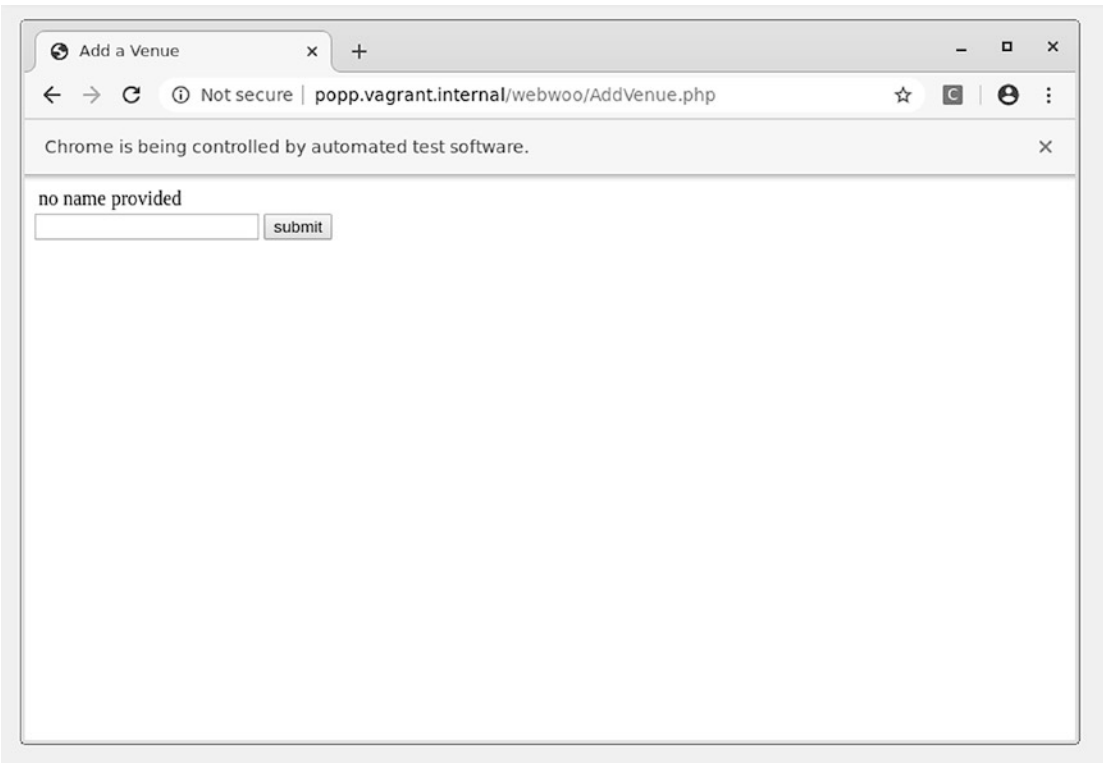 Add a Venue
Not secure | popp.vagrant.internal/webwoo/AddVenue.php
C
Chrome is being controlled by automated test software.
no name provided
submit